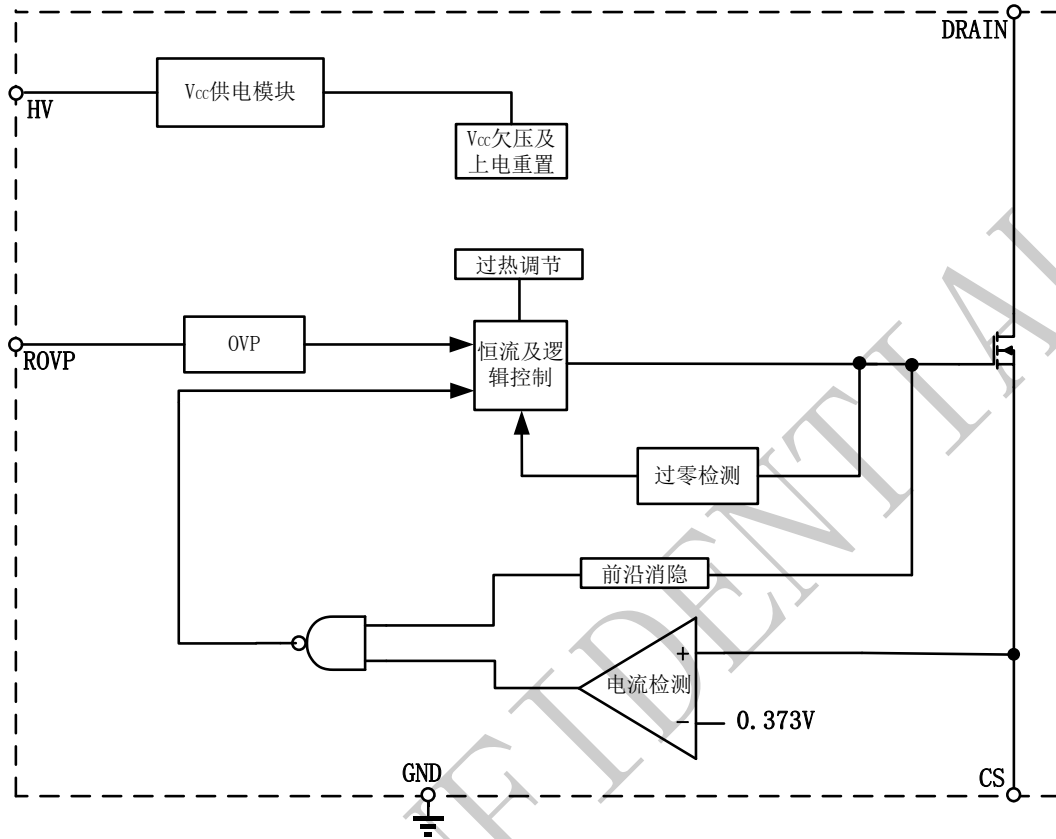 DRAIN
HV
Vcc供电模块
Vcc欠压及
上电重置
过热调节
ROVP
OVP
恒流及逻
辑控制
过零检测
前沿消隐
+
电流检测
-
0.373V
GND
CS
FIDENTIAL